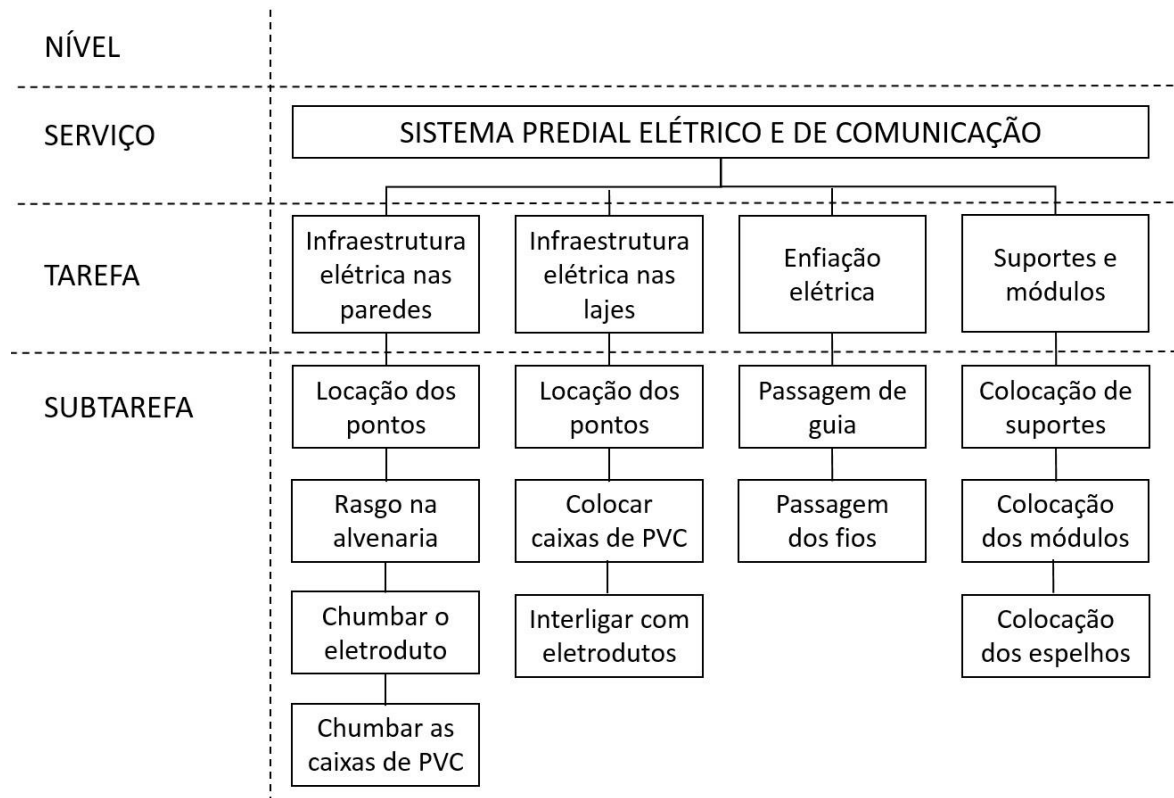 NÍVEL
SERVIÇO
SISTEMA PREDIAL ELÉTRICO E DE COMUNICAÇÃO
TAREFA
Infraestrutura
elétrica nas
paredes
Infraestrutura
elétrica nas
lajes
Enfiação
elétrica
Suportes e
módulos
SUBTAREFA
Locação dos
pontos
Locação dos
pontos
Passagem de
guia
Colocação de
suportes
Rasgo na
alvenaria
Colocar
caixas de PVC
Passagem
dos fios
Colocação
dos módulos
Chumbar o
eletroduto
Interligar com
eletrodutos
Colocação
dos espelhos
Chumbar as
caixas de PVC